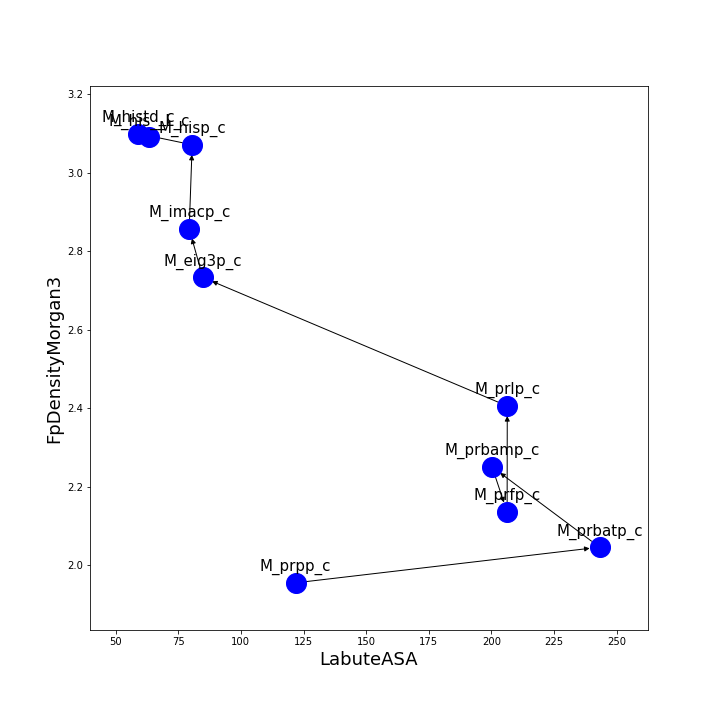 3.2
3.0
2.8
2.6
2.4
2.2
2.0
FpDensityMorgan3
M_histd_c
M_hisp_c
M_imacp_c
M_eig3p_c
M_prlp_c
M_prbamp_c
M_prfp_c
M_prbatp_c
M_prpp_c
50 75 100 125 150 175 200 225 250
LabuteASA